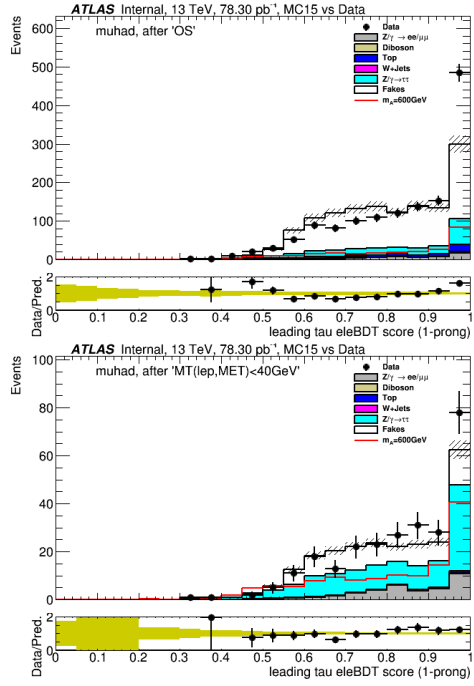 ATLAS Internal, 13 TeV, 78.30 pb⁻¹, MC15 vs Data
Events
600
500
400
300
200
100
0
muhad, after 'OS'
Data
Z/γ → ee/μμ
Diboson
Top
W+Jets
Z/γ→ττ
Fakes
m_A=600GeV
Data/Pred.
2
1
0
0 0.1 0.2 0.3 0.4 0.5 0.6 0.7 0.8 0.9 1
leading tau eleBDT score (1-prong)
ATLAS Internal, 13 TeV, 78.30 pb⁻¹, MC15 vs Data
Events
100
80
60
40
20
0
muhad, after 'MT(lep,MET)<40GeV'
Data
Z/γ → ee/μμ
Diboson
Top
W+Jets
Z/γ→ττ
Fakes
m_A=600GeV
Data/Pred.
2
1
0
0 0.1 0.2 0.3 0.4 0.5 0.6 0.7 0.8 0.9 1
leading tau eleBDT score (1-prong)